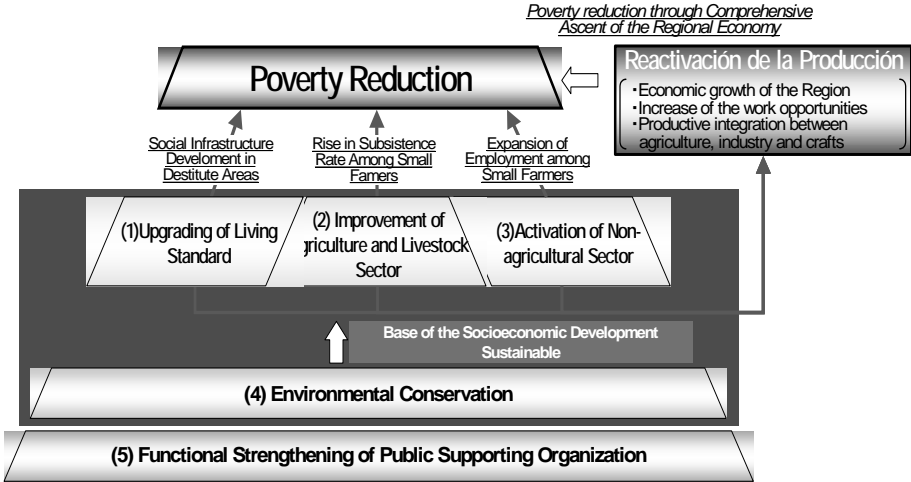 Poverty reduction through Comprehensive
Ascent of the Regional Economy
Poverty Reduction
Reactivación de la Producción
・Economic growth of the Region
・Increase of the work opportunities
・Productive integration between
agriculture, industry and crafts
Social Infrastructure
Develoment in
Destitute Areas
Rise in Subsistence
Rate Among Small
Famers
Expansion of
Employment among
Small Farmers
(1)Upgrading of Living
Standard
(2) Improvement of
griculture and Livestock
Sector
(3)Activation of Non-
agricultural Sector
Base of the Socioeconomic Development
Sustainable
(4) Environmental Conservation
(5) Functional Strengthening of Public Supporting Organization